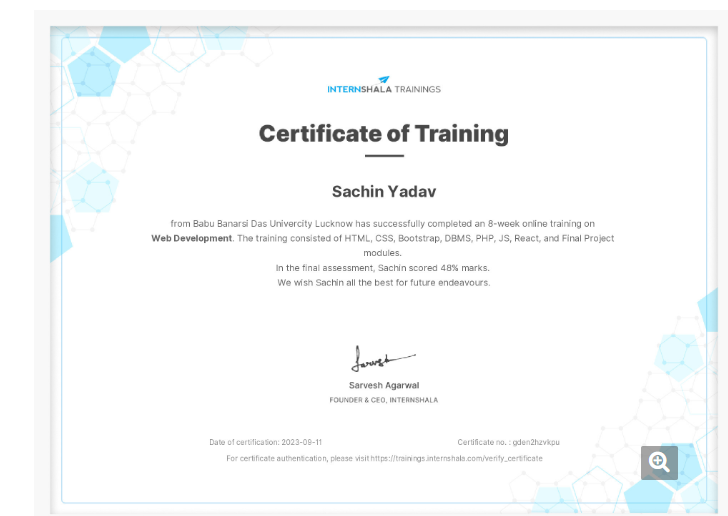 INTERNSHALA TRAININGS
Certificate of Training
Sachin Yadav
from Babu Banarsi Das Univercity Lucknow has successfully completed an 8-week online training on
Web Development. The training consisted of HTML, CSS, Bootstrap, DBMS, PHP, JS, React, and Final Project
modules.
In the final assessment, Sachin scored 48% marks.
We wish Sachin all the best for future endeavours.
Sarvesh
Sarvesh Agarwal
FOUNDER & CEO, INTERNSHALA
Date of certification: 2023-09-11
Certificate no. : gden2hzvkpu
For certificate authentication, please visit https://trainings.internshala.com/verify_certificate